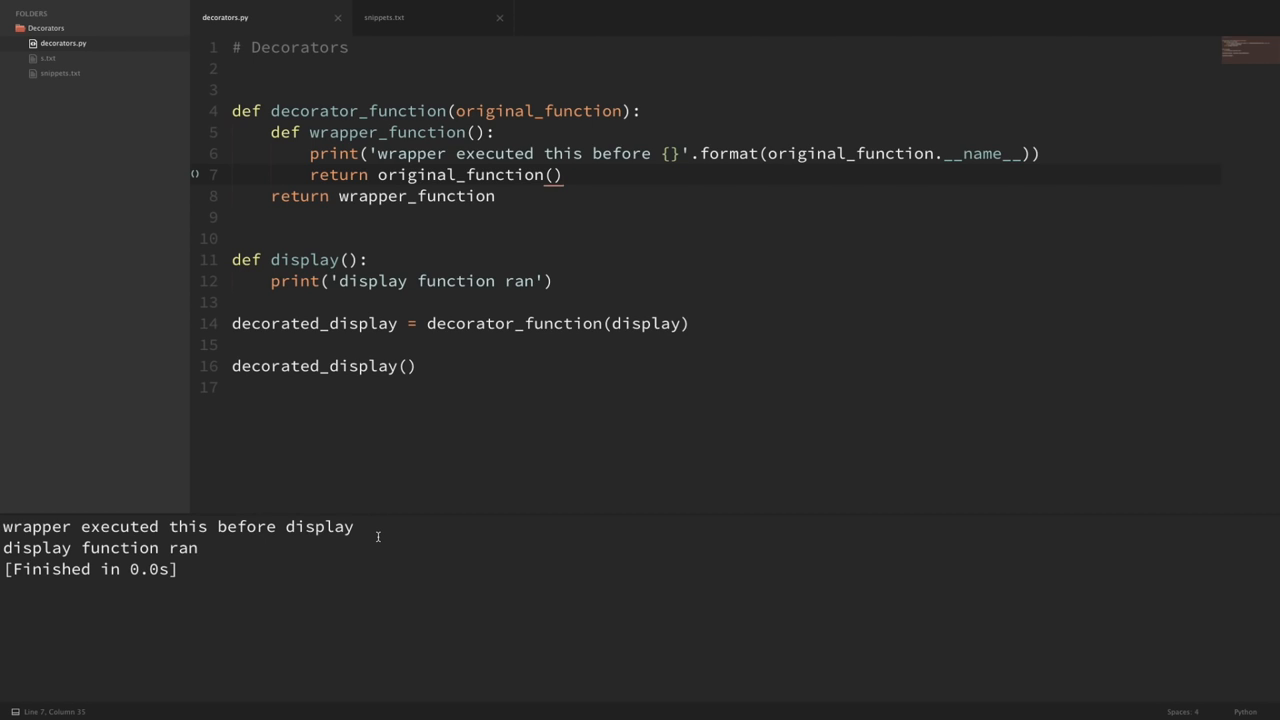 FOLDERS
Decorators
decorators.py
s.txt
snippets.txt
decorators.py × snippets.txt ×
1 # Decorators
2
3
4 def decorator_function(original_function):
5     def wrapper_function():
6         print('wrapper executed this before {}'.format(original_function.__name__))
() 7         return original_function()
8     return wrapper_function
9
10
11 def display():
12     print('display function ran')
13
14 decorated_display = decorator_function(display)
15
16 decorated_display()
17
wrapper executed this before display
display function ran
[Finished in 0.0s]
Line 7, Column 35 Spaces: 4 Python